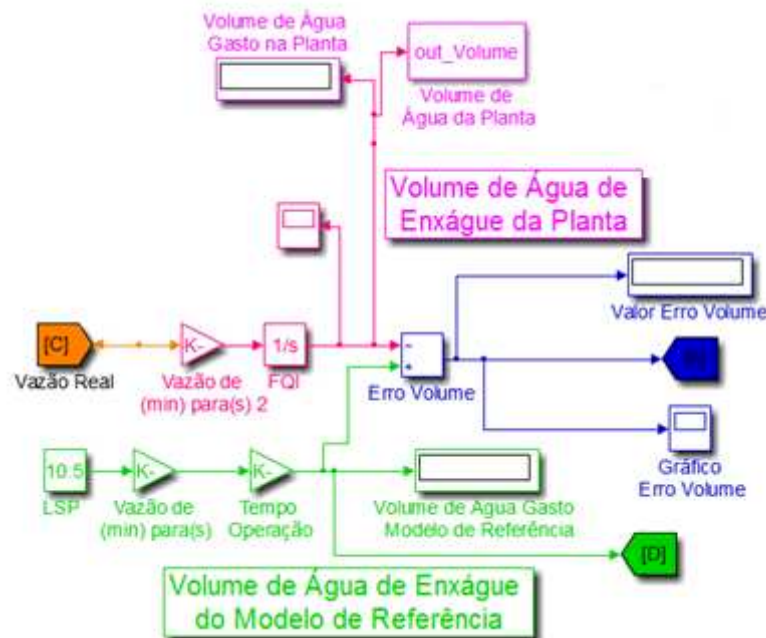 Volume de Água
Gasto na Planta
out_Volume
Volume de
Água da Planta
Volume de Água de
Enxágue da Planta
Valor Erro Volume
[C]
Vazão Real
K-
Vazão de
(min) para(s) 2
1/s
FQI
-
+
Erro Volume
Gráfico
Erro Volume
10.5
LSP
K-
Vazão de
(min) para(s)
K-
Tempo
Operação
Volume de Agua Gasto
Modelo de Referência
[D]
Volume de Água de Enxágue
do Modelo de Referência